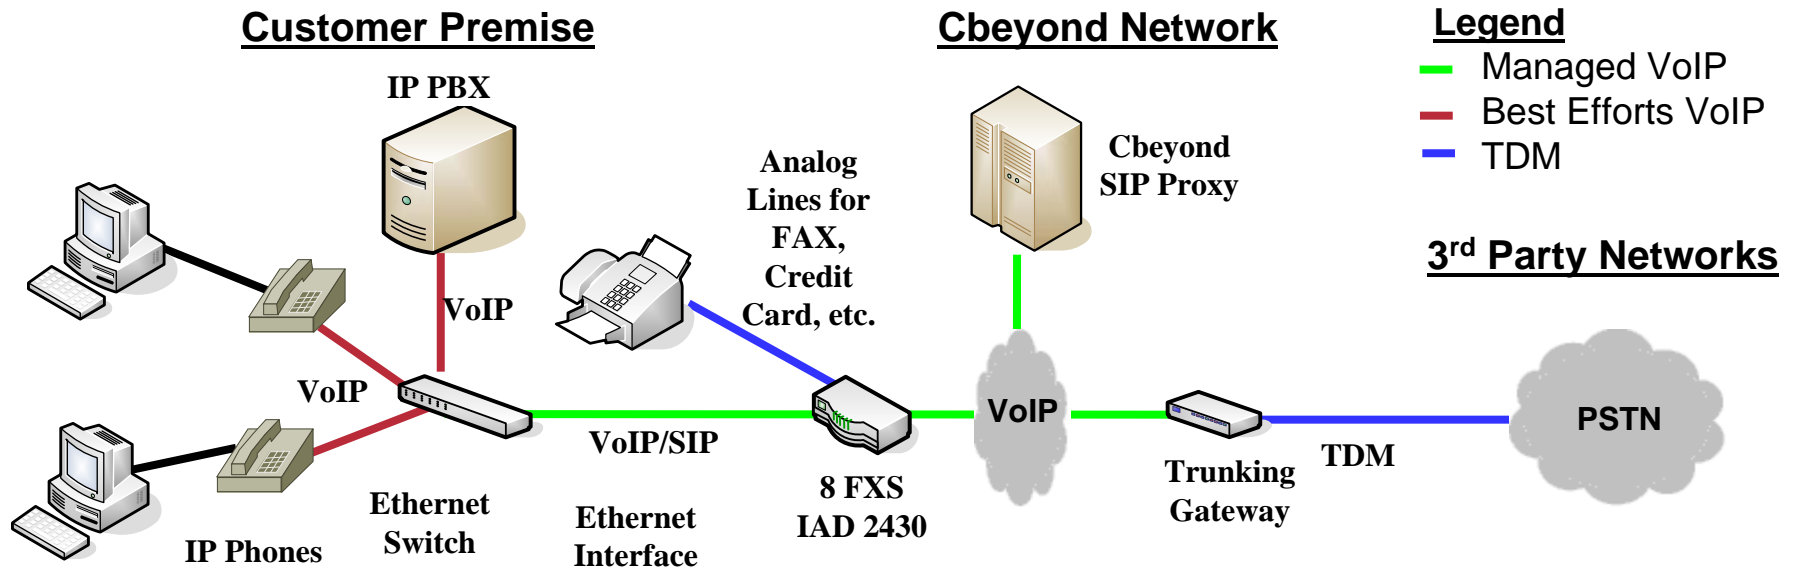 Customer Premise
Cbeyond Network
Legend
Managed VoIP
Best Efforts VoIP
TDM
IP PBX
Analog
Lines for
FAX,
Credit
Card, etc.
Cbeyond
SIP Proxy
3rd Party Networks
VoIP
VoIP
VoIP/SIP
VoIP
TDM
PSTN
IP Phones
Ethernet
Switch
Ethernet
Interface
8 FXS
IAD 2430
Trunking
Gateway